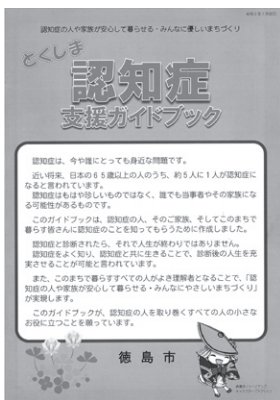 認知症の人や家族が安心して暮らせる・みんなに優しいまちづくり
とくしま
認知症
支援ガイドブック
認知症は、今や誰にとっても身近な問題です。
近い将来、日本の６５歳以上の人のうち、約５人に１人が認知症に
なると言われています。
認知症はもはや珍しいものではなく、誰でも当事者やその家族にな
る可能性があるものです。
このガイドブックは、認知症の人、そのご家族、そしてこのまちで
暮らす皆さんに認知症のことを知ってもらうために作成しました。
認知症と診断されたら、それで人生が終わりではありません。
認知症をよく知り、認知症と共に生きることで、診断後の人生を充
実させることが可能と言われています。
また、このまちで暮らすすべての人がよき理解者となることで、「認
知症の人や家族が安心して暮らせる・みんなにやさしいまちづくり」
が実現します。
このガイドブックが、認知症の人を取り巻くすべての人の小さな
お役に立つことを願っています。
徳島市